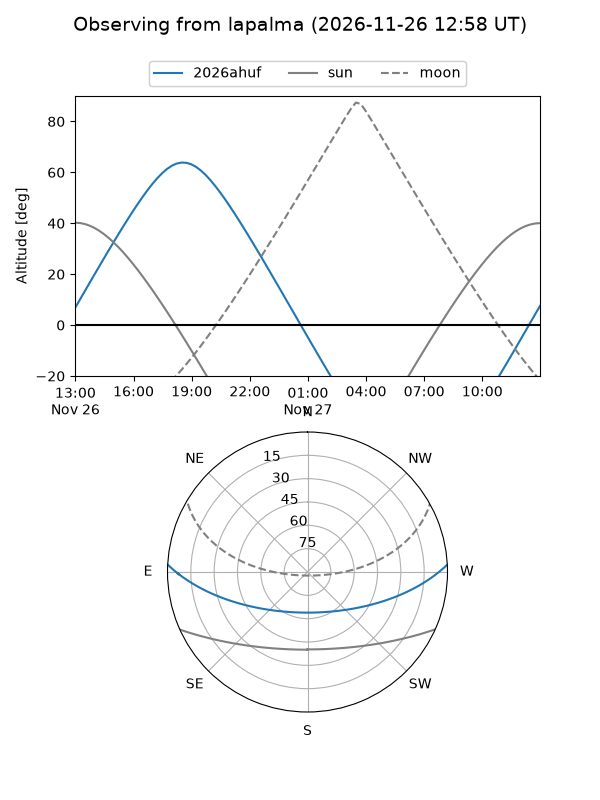 Observing from lapalma (2026-11-26 12:58 UT)
2026ahuf sun moon
Altitude [deg]
80
60
40
20
0
−20
13:00 16:00 19:00 22:00 01:00 04:00 07:00 10:00
Nov 26 Nov 27
N
NE NW
15
30
45
60
75
E W
SE SW
S